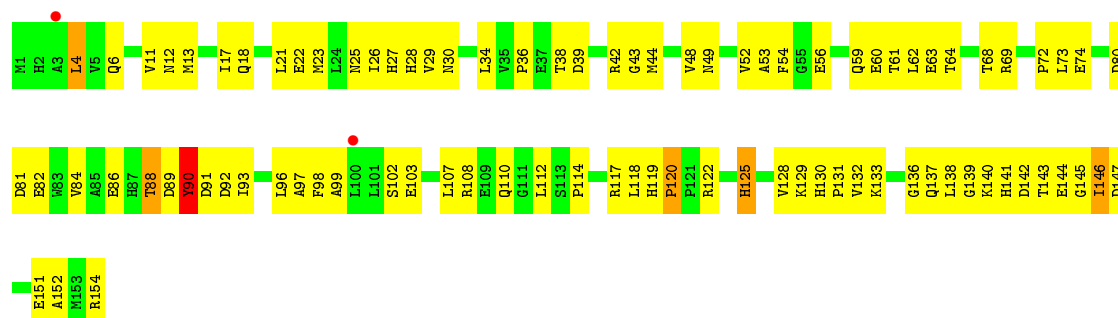 M1 H2 A3 L4 V5 Q6 V11 N12 M13 I17 Q18 L21 E22 M23 L24 N25 I26 H27 H28 V29 N30 L34 V35 P36 E37 T38 D39 R42 G43 M44 V48 N49 V52 A53 F54 G55 E56 Q59 E60 T61 L62 E63 T64 T68 R69 P72 L73 E74 D80
D81 E82 W83 V84 A85 E86 H87 T88 D89 Y90 D91 D92 I93 L96 A97 F98 A99 L100 L101 S102 E103 L107 R108 E109 Q110 G111 L112 S113 P114 R117 L118 H119 P120 P121 R122 H125 V128 K129 H130 P131 V132 K133 G136 Q137 L138 G139 K140 H141 D142 T143 E144 G145 I146 D147
E151 A152 M153 R154